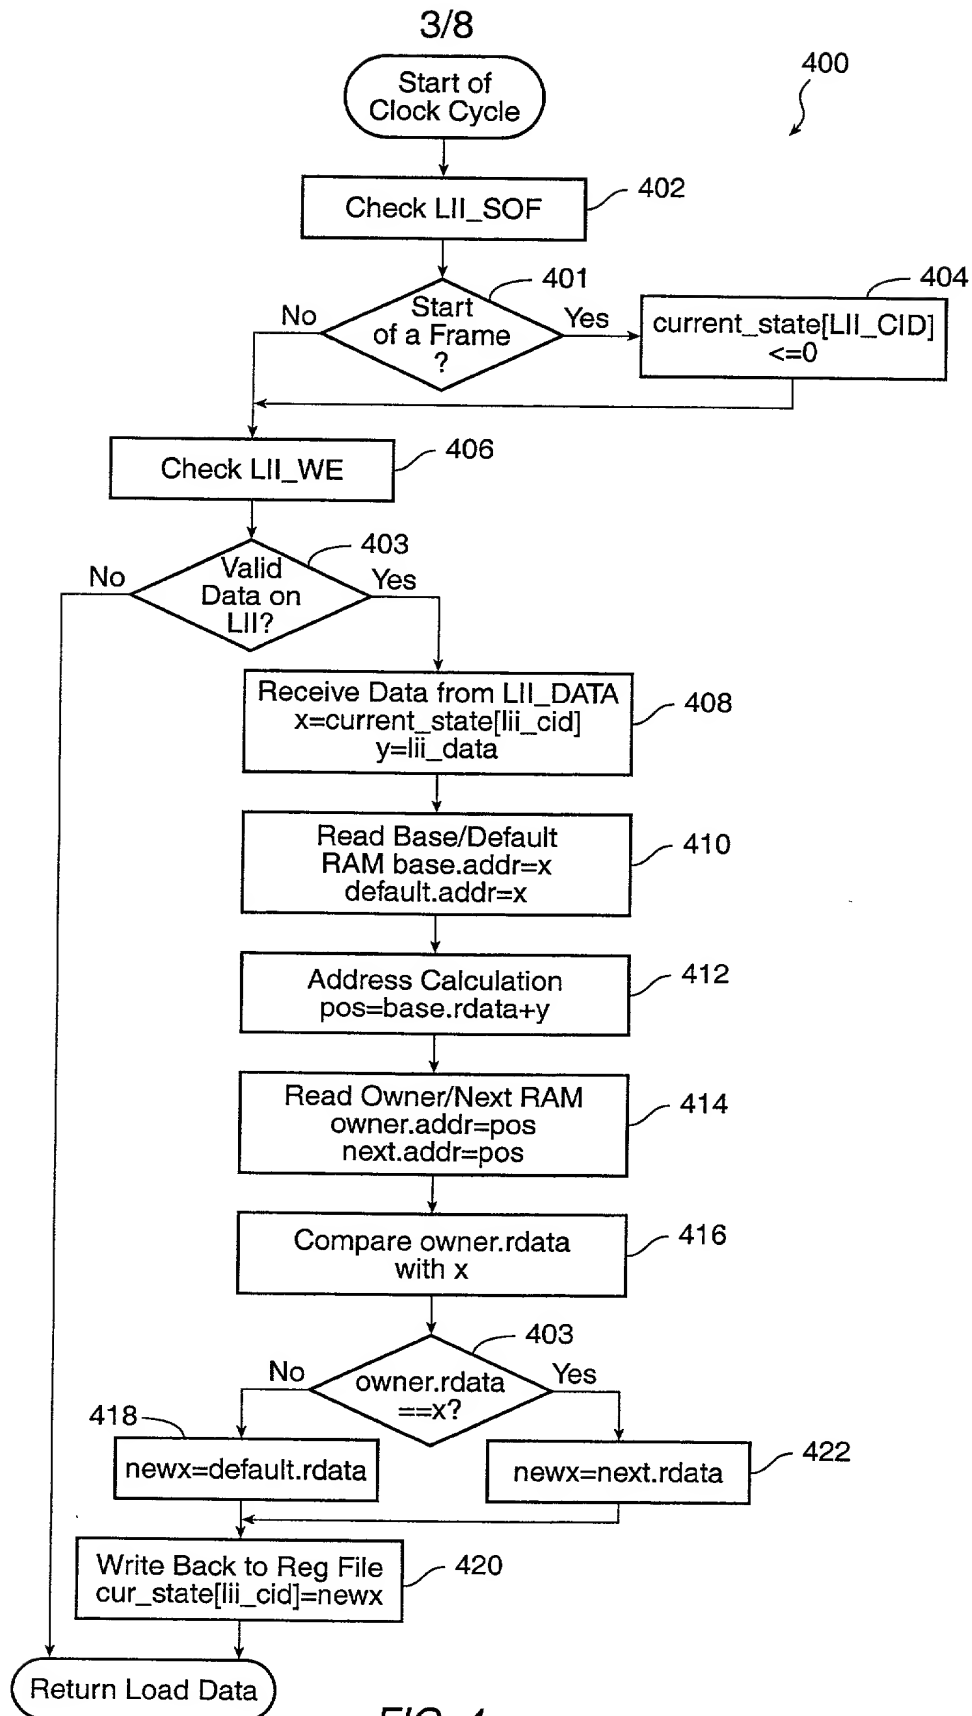 3/8
Start of
Clock Cycle
400
Check LII_SOF
402
401
Start
of a Frame
?
No
Yes
404
current_state[LII_CID]
<=0
Check LII_WE
406
403
Valid
Data on
LII?
No
Yes
Receive Data from LII_DATA
x=current_state[lii_cid]
y=lii_data
408
Read Base/Default
RAM base.addr=x
default.addr=x
410
Address Calculation
pos=base.rdata+y
412
Read Owner/Next RAM
owner.addr=pos
next.addr=pos
414
Compare owner.rdata
with x
416
403
owner.rdata
==x?
No
Yes
418
newx=default.rdata
newx=next.rdata
422
Write Back to Reg File
cur_state[lii_cid]=newx
420
Return Load Data
FIG. 4